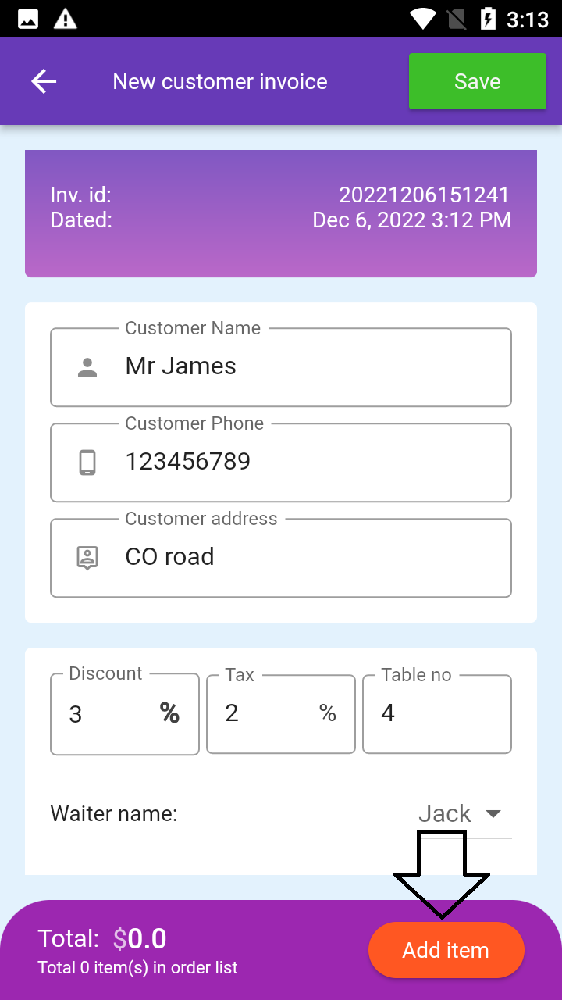 3:13
New customer invoice Save
Inv. id: 20221206151241
Dated: Dec 6, 2022 3:12 PM
Customer Name
Mr James
Customer Phone
123456789
Customer address
CO road
Discount Tax Table no
3 % 2 % 4
Waiter name: Jack
Total: $0.0
Add item
Total 0 item(s) in order list